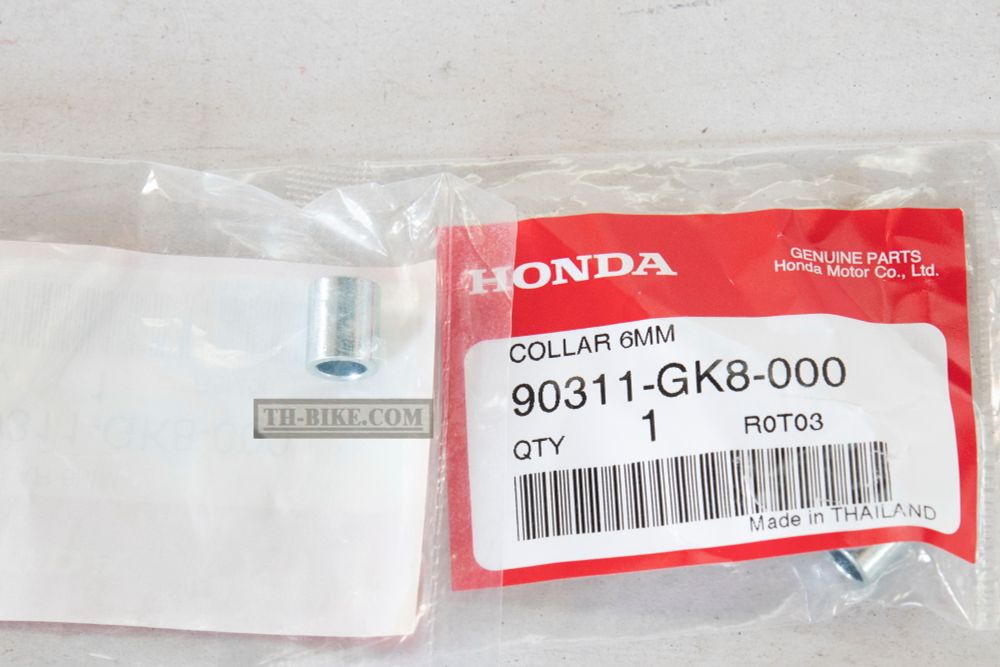 HONDA
GENUINE PARTS
Honda Motor Co., Ltd.
COLLAR 6MM
90311-GK8-000
QTY 1 R0T03
Made in THAILAND
TH-BIKE.COM